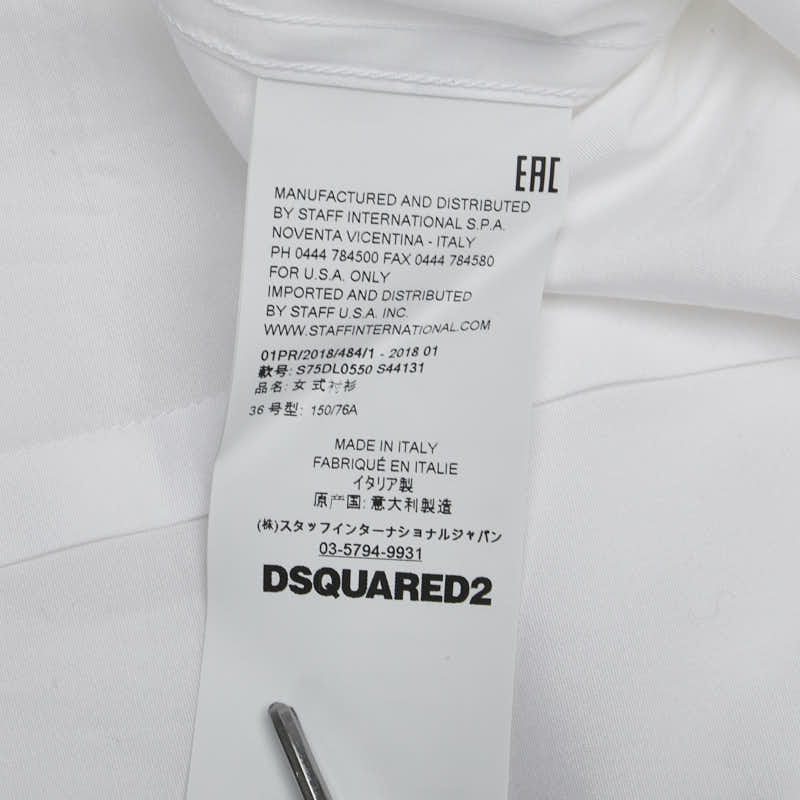 EAC
MANUFACTURED AND DISTRIBUTED
BY STAFF INTERNATIONAL S.P.A.
NOVENTA VICENTINA - ITALY
PH 0444 784500 FAX 0444 784580
FOR U.S.A. ONLY
IMPORTED AND DISTRIBUTED
BY STAFF U.S.A. INC.
WWW.STAFFINTERNATIONAL.COM
01PR/2018/484/1 - 2018 01
款号: S75DL0550 S44131
品名: 女式衬衫
36 号型: 150/76A
MADE IN ITALY
FABRIQUÉ EN ITALIE
イタリア製
原产国: 意大利製造
(株)スタッフインターナショナルジャパン
03-5794-9931
DSQUARED2